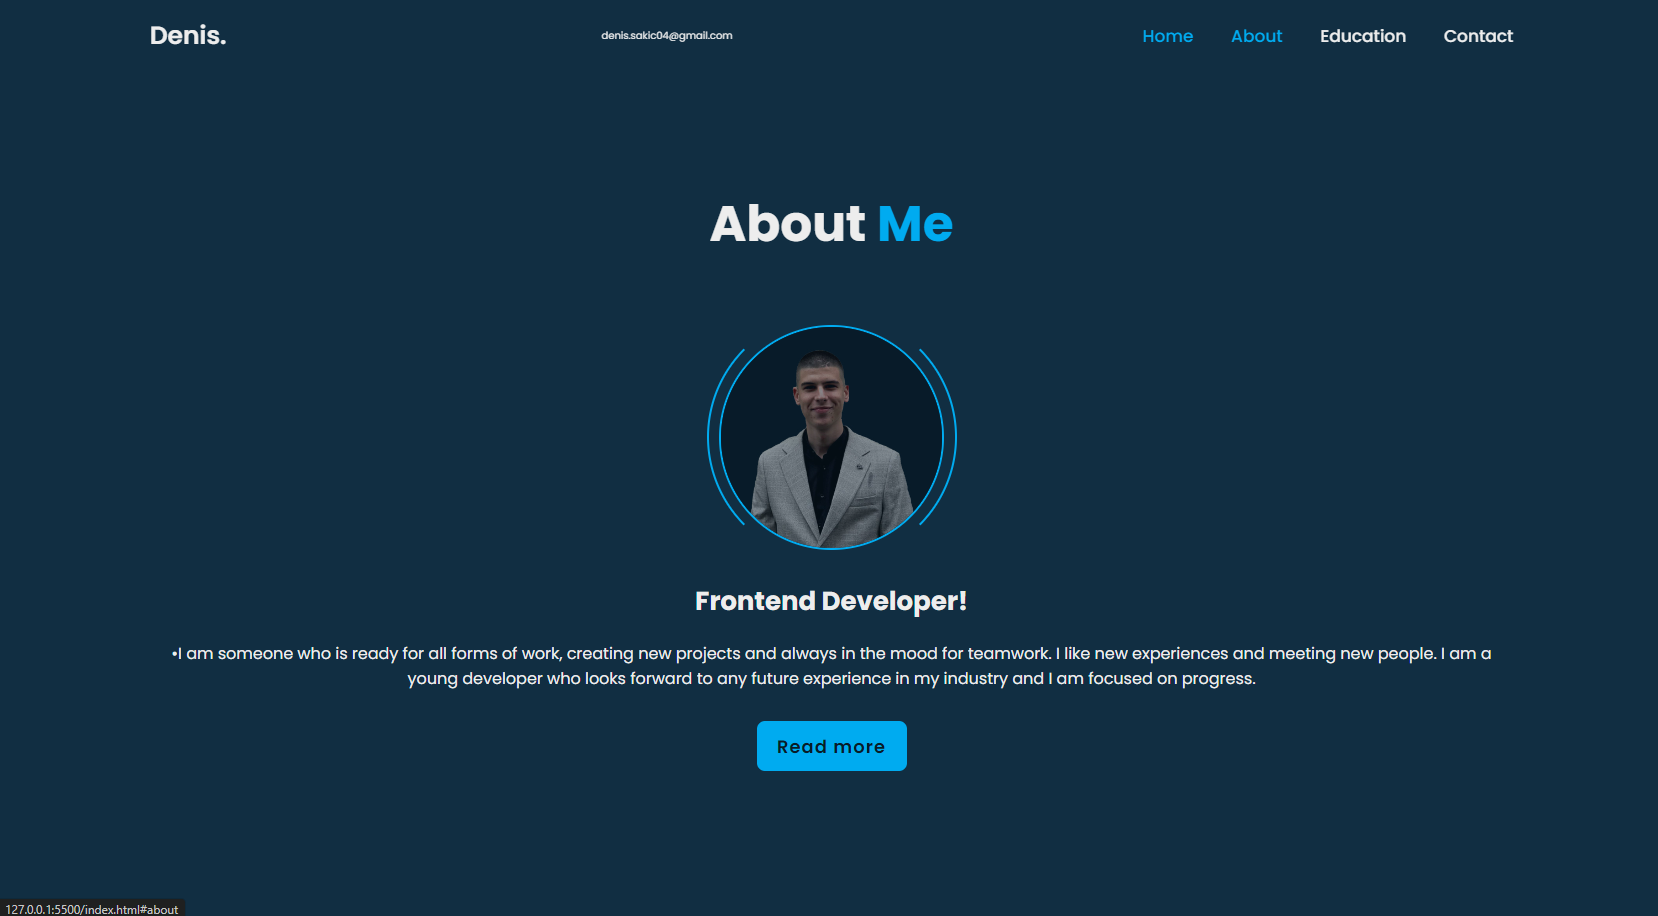 Denis.
denis.sakic04@gmail.com
Home About Education Contact
About Me
Frontend Developer!
•I am someone who is ready for all forms of work, creating new projects and always in the mood for teamwork. I like new experiences and meeting new people. I am a
young developer who looks forward to any future experience in my industry and I am focused on progress.
Read more
127.0.0.1:5500/index.html#about